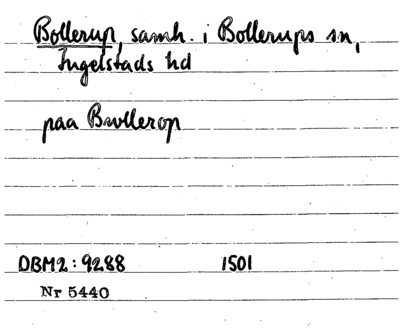 Bollerup, samh. i Bollerups sn,
Ingelstads hd
paa Bwllerop
DBM2:9288 1501
Nr 5440